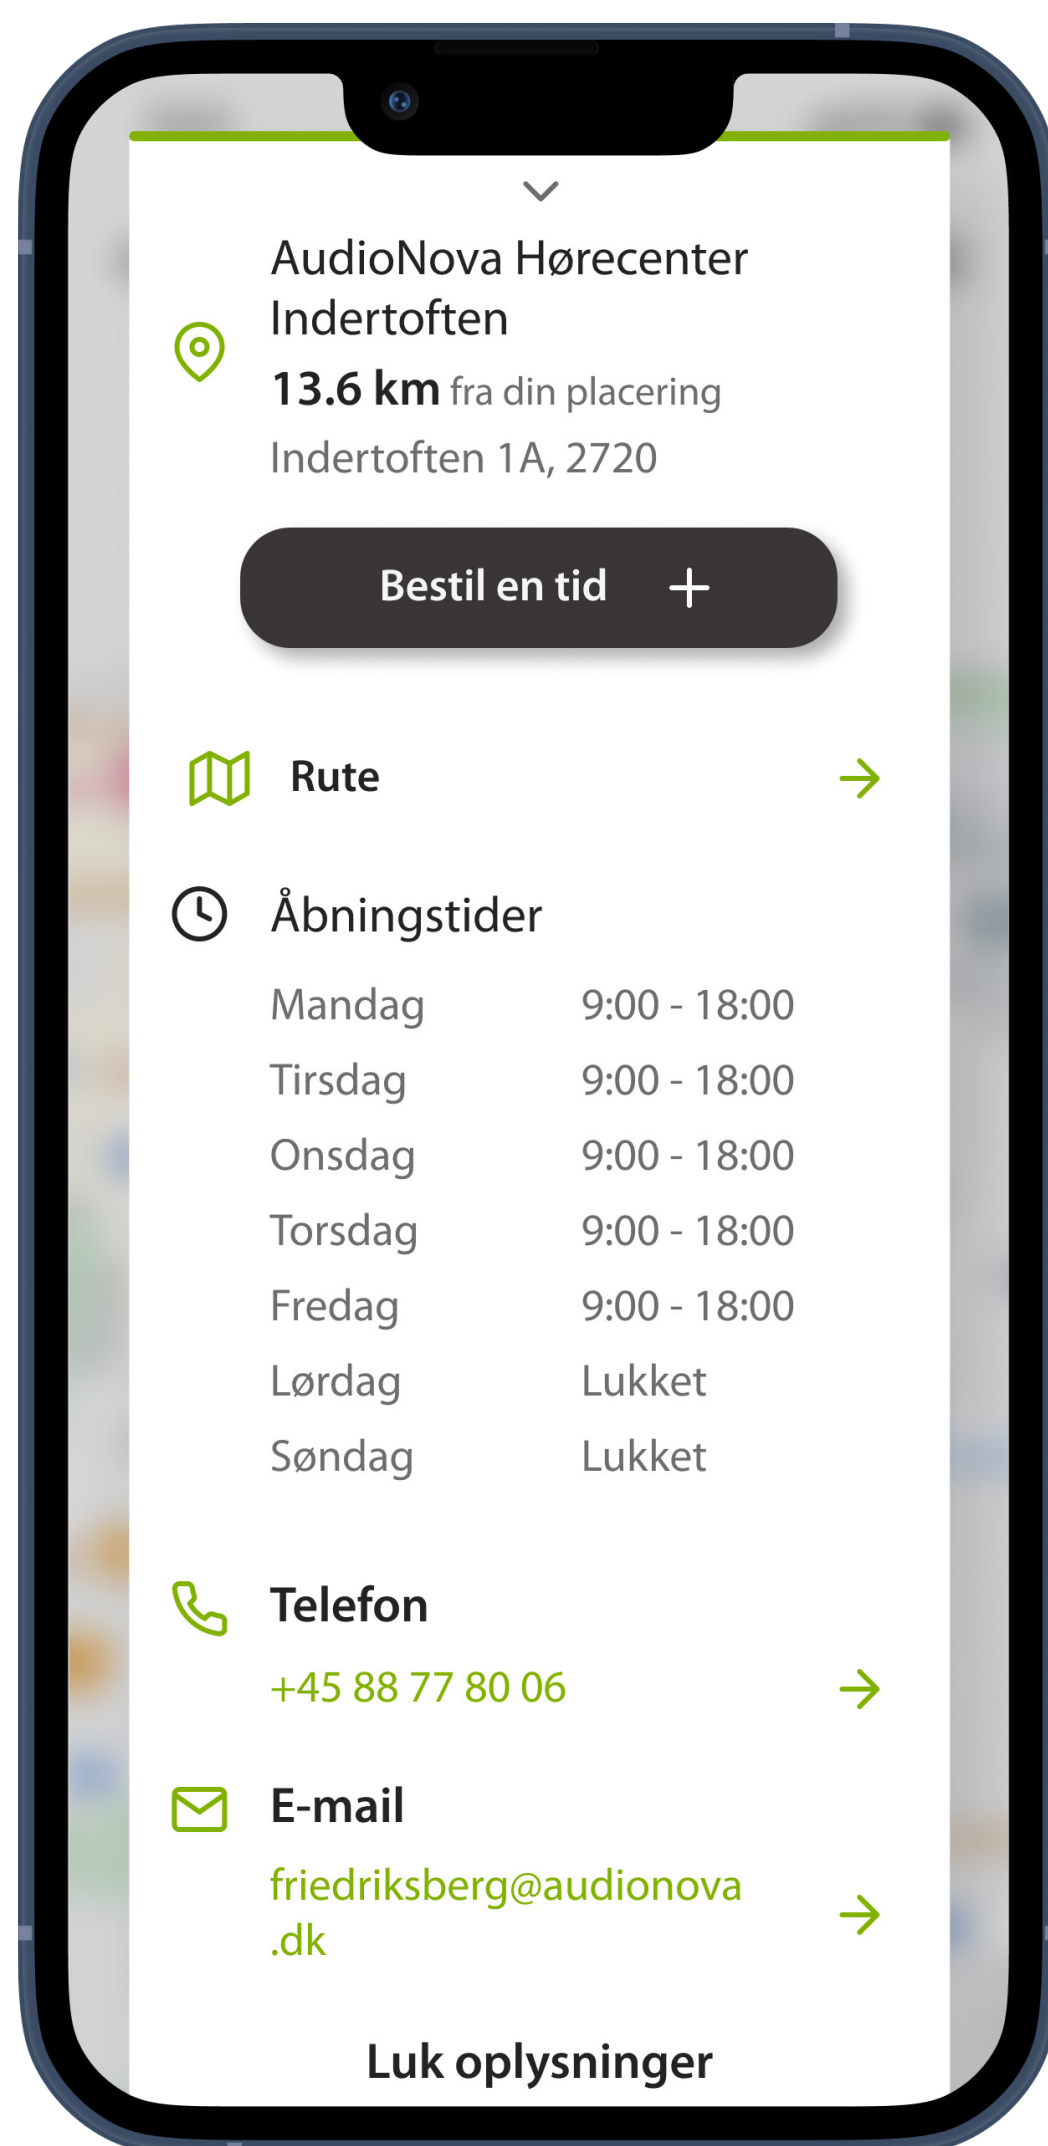 AudioNova Hørecenter
Indertoften
13.6 km fra din placering
Indertoften 1A, 2720
Bestil en tid
Rute
Åbningstider
Mandag 9:00 - 18:00
Tirsdag 9:00 - 18:00
Onsdag 9:00 - 18:00
Torsdag 9:00 - 18:00
Fredag 9:00 - 18:00
Lørdag Lukket
Søndag Lukket
Telefon
+45 88 77 80 06
E-mail
friedriksberg@audionova
.dk
Luk oplysninger